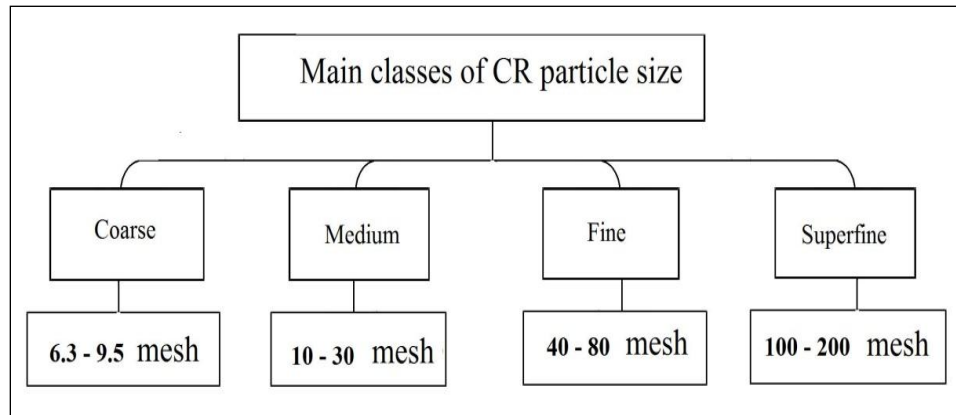 Main classes of CR particle size
Coarse
Medium
Fine
Superfine
6.3 - 9.5 mesh
10 - 30 mesh
40 - 80 mesh
100 - 200 mesh